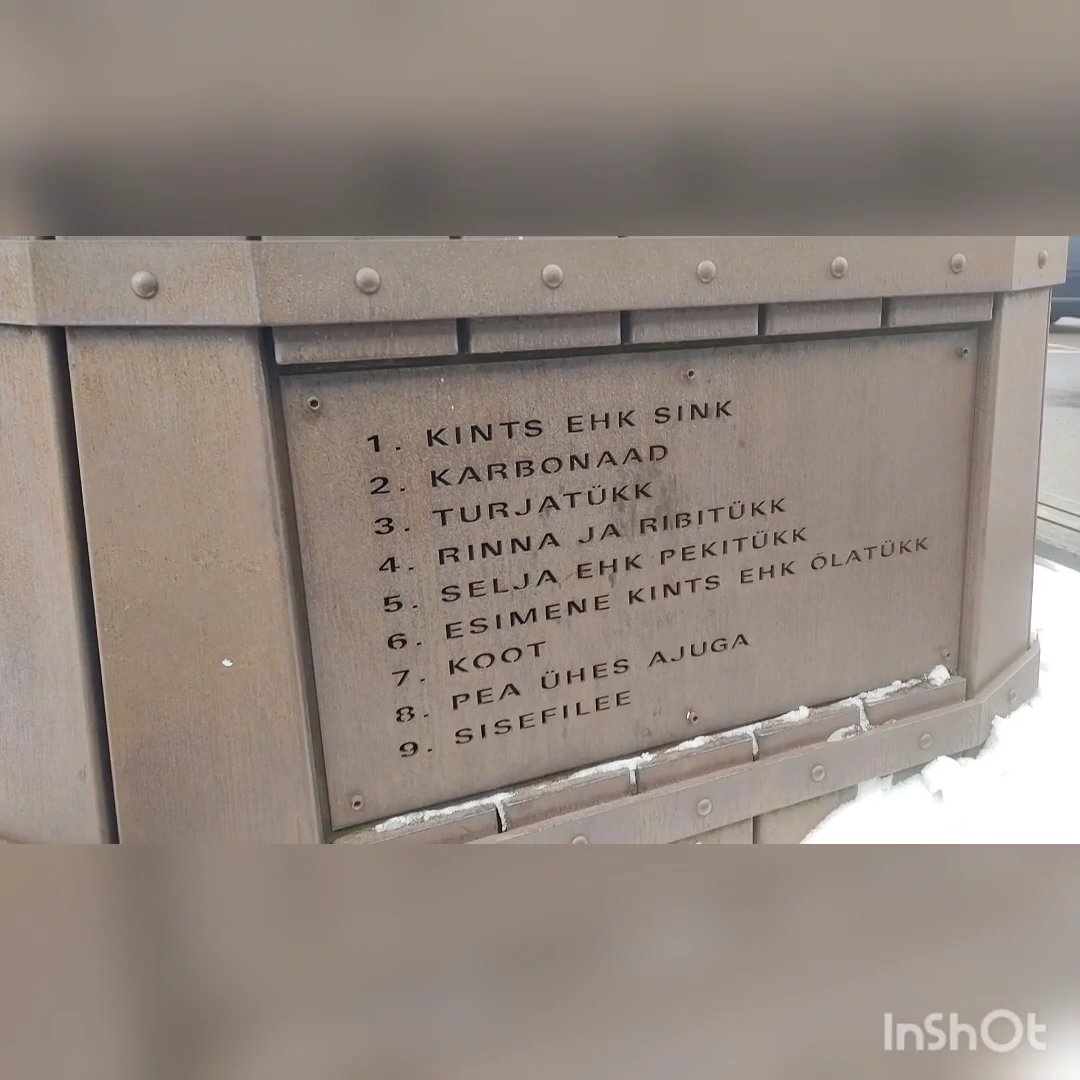 1. KINTS EHK SINK
2. KARBONAAD
3. TURJATÜKK
4. RINNA JA RIBITÜKK
5. SELJA EHK PEKITÜKK
6. ESIMENE KINTS EHK ÕLATÜKK
7. KOOT
8. PEA ÜHES AJUGA
9. SISEFILEE
InShOt